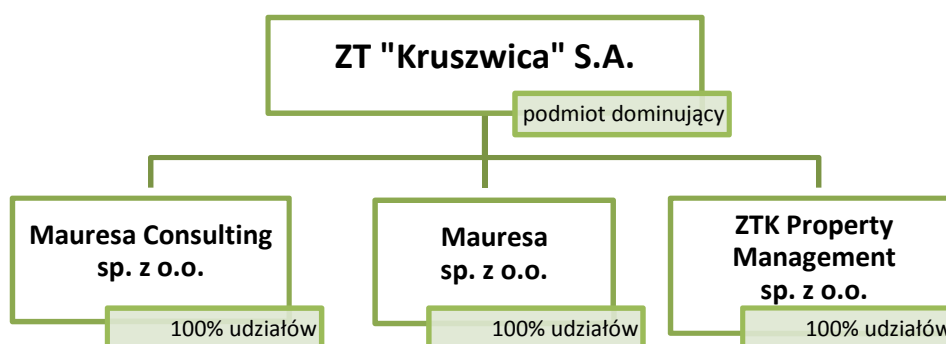 ZT "Kruszwica" S.A.
podmiot dominujący
Mauresa Consulting
sp. z o.o.
100% udziałów
Mauresa
sp. z o.o.
100% udziałów
ZTK Property
Management
sp. z o.o.
100% udziałów